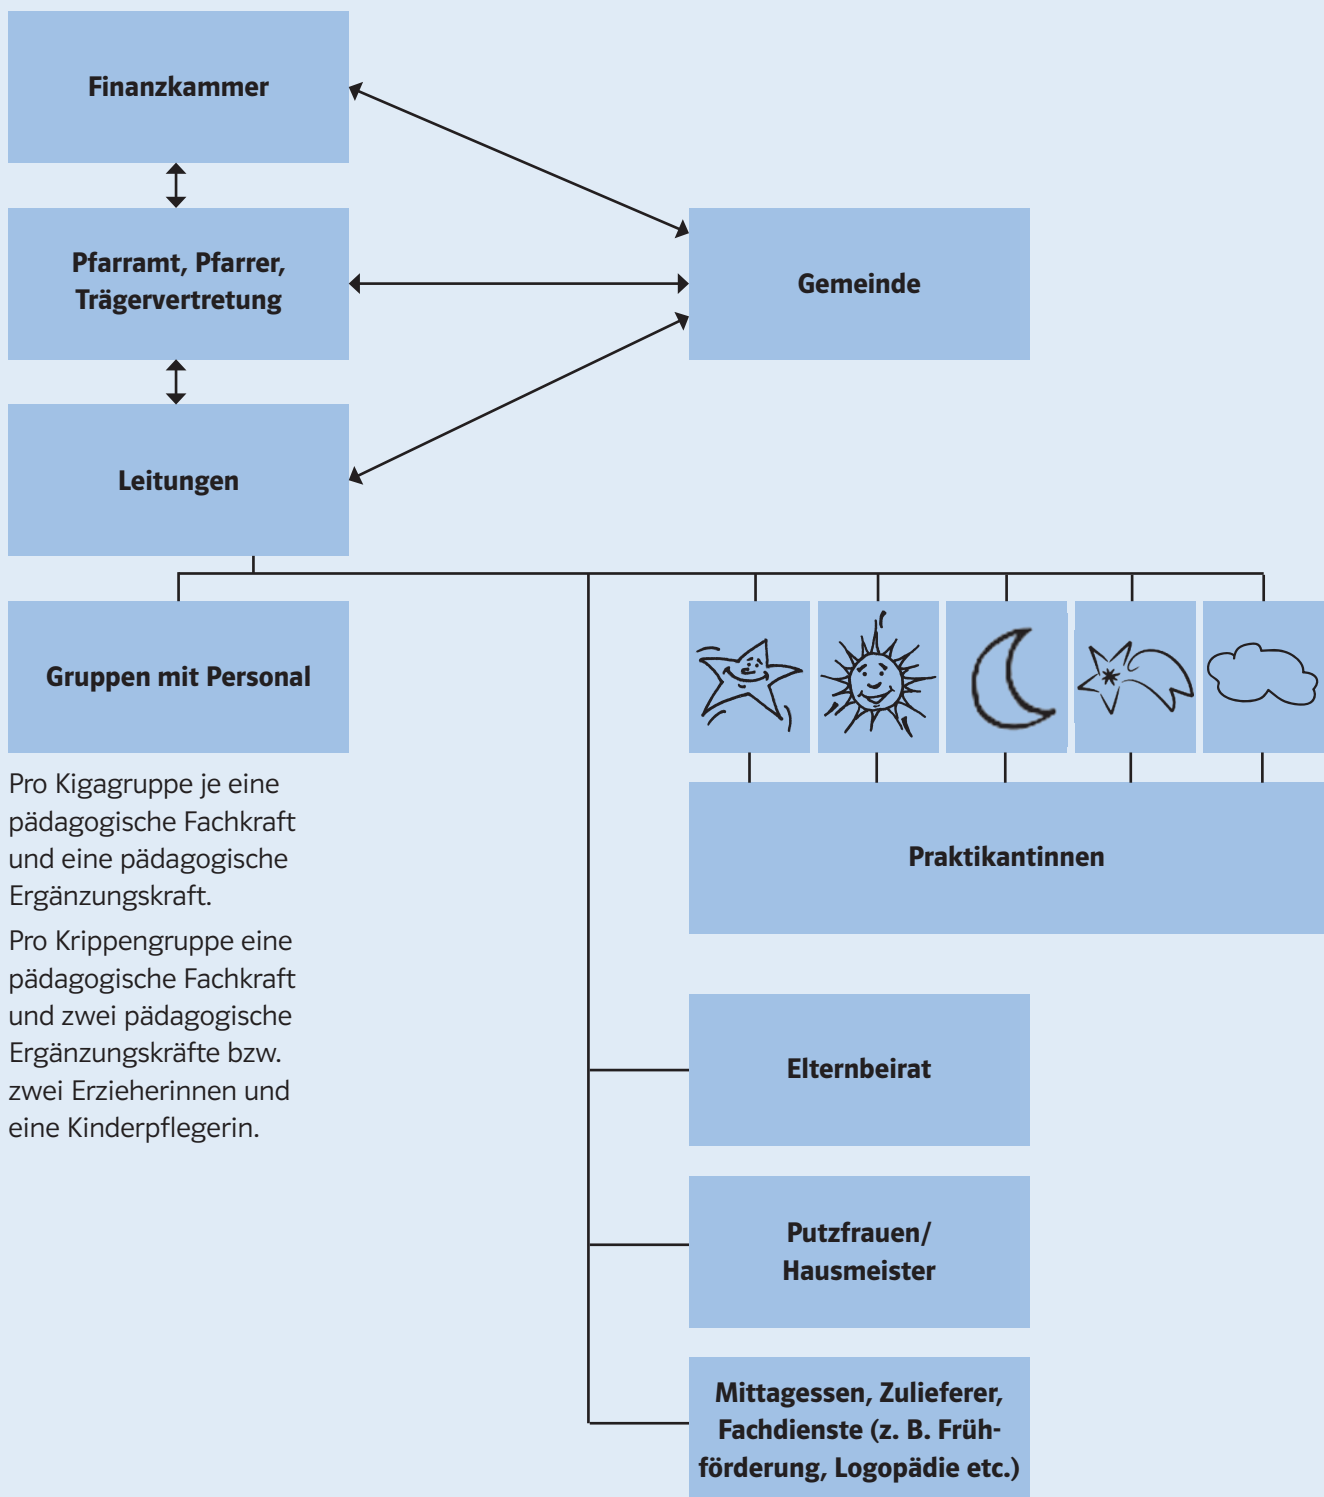 Finanzkammer
Pfarramt, Pfarrer,
Trägervertretung
Gemeinde
Leitungen
Gruppen mit Personal
Pro Kigagruppe je eine
pädagogische Fachkraft
und eine pädagogische
Ergänzungskraft.
Pro Krippengruppe eine
pädagogische Fachkraft
und zwei pädagogische
Ergänzungskräfte bzw.
zwei Erzieherinnen und
eine Kinderpflegerin.
Praktikantinnen
Elternbeirat
Putzfrauen/
Hausmeister
Mittagessen, Zulieferer,
Fachdienste (z. B. Früh-
förderung, Logopädie etc.)